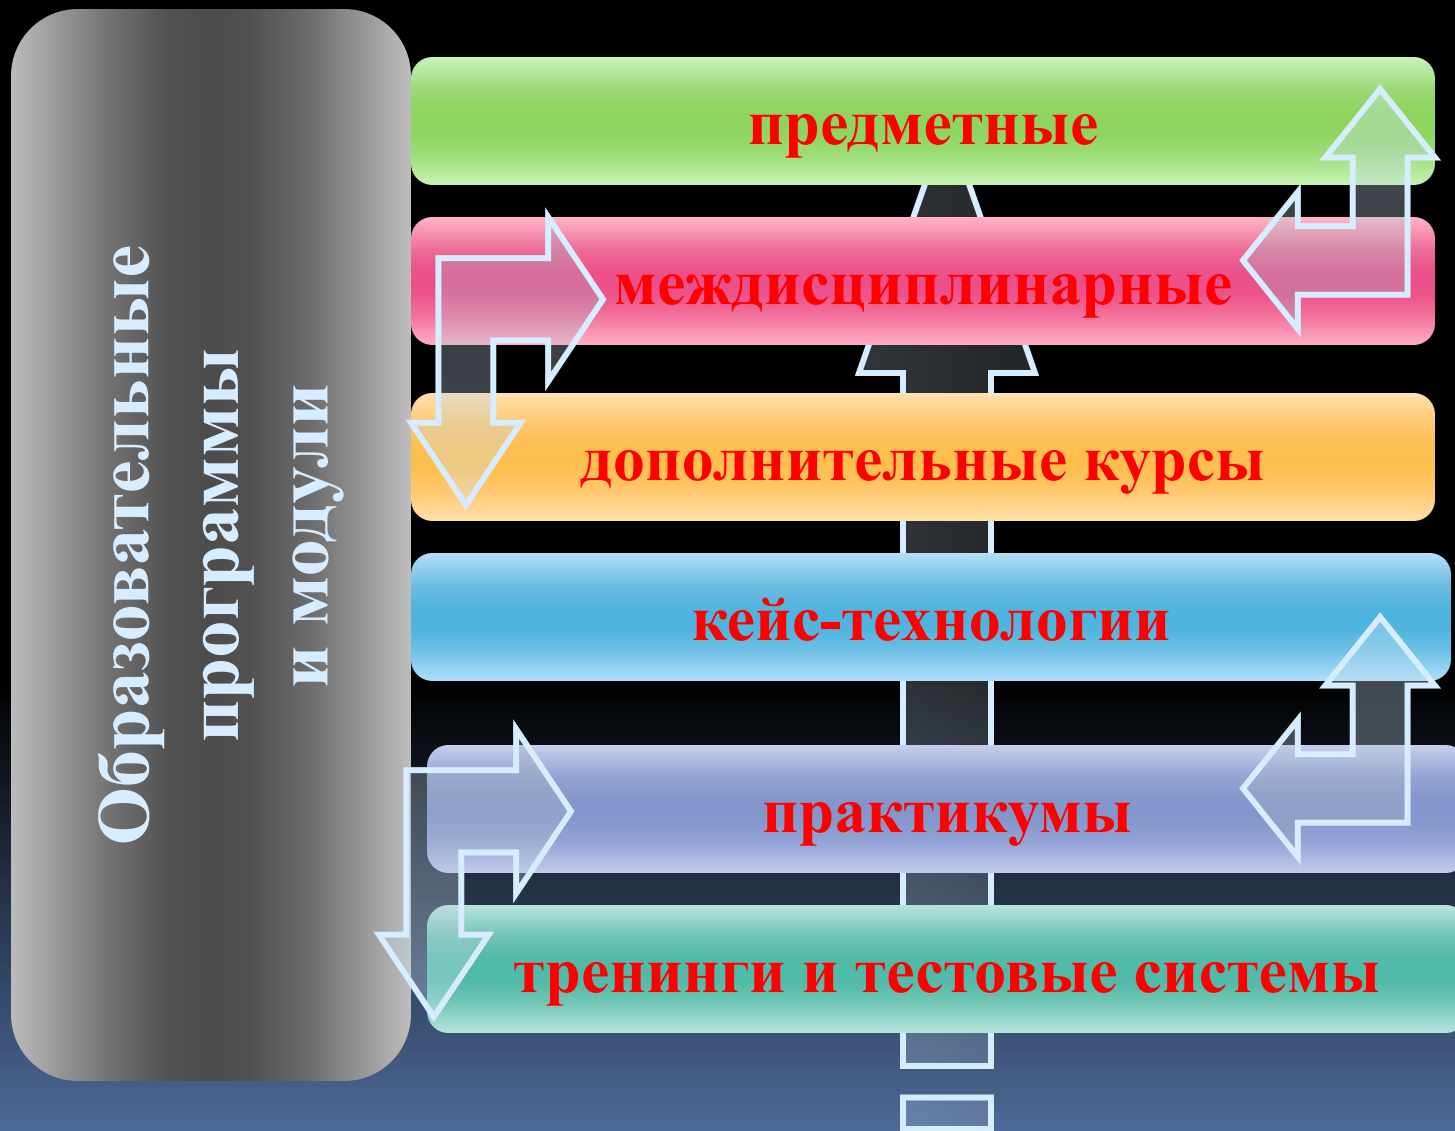 Образовательные
программы
и модули
предметные
междисциплинарные
дополнительные курсы
кейс-технологии
практикумы
тренинги и тестовые системы